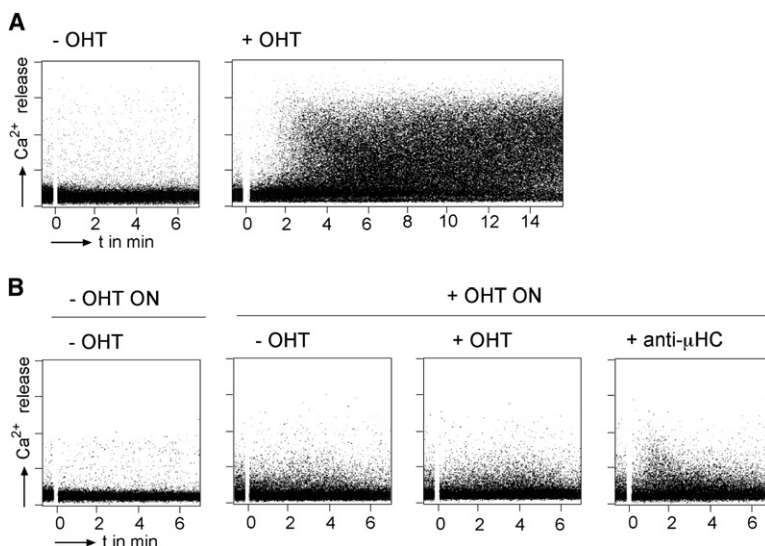 A
- OHT
+ OHT
Ca2+ release
0 2 4 6
0 2 4 6 8 10 12 14
t in min
B
- OHT ON
+ OHT ON
- OHT
- OHT
+ OHT
+ anti-μHC
Ca2+ release
0 2 4 6
0 2 4 6
0 2 4 6
0 2 4 6
t in min